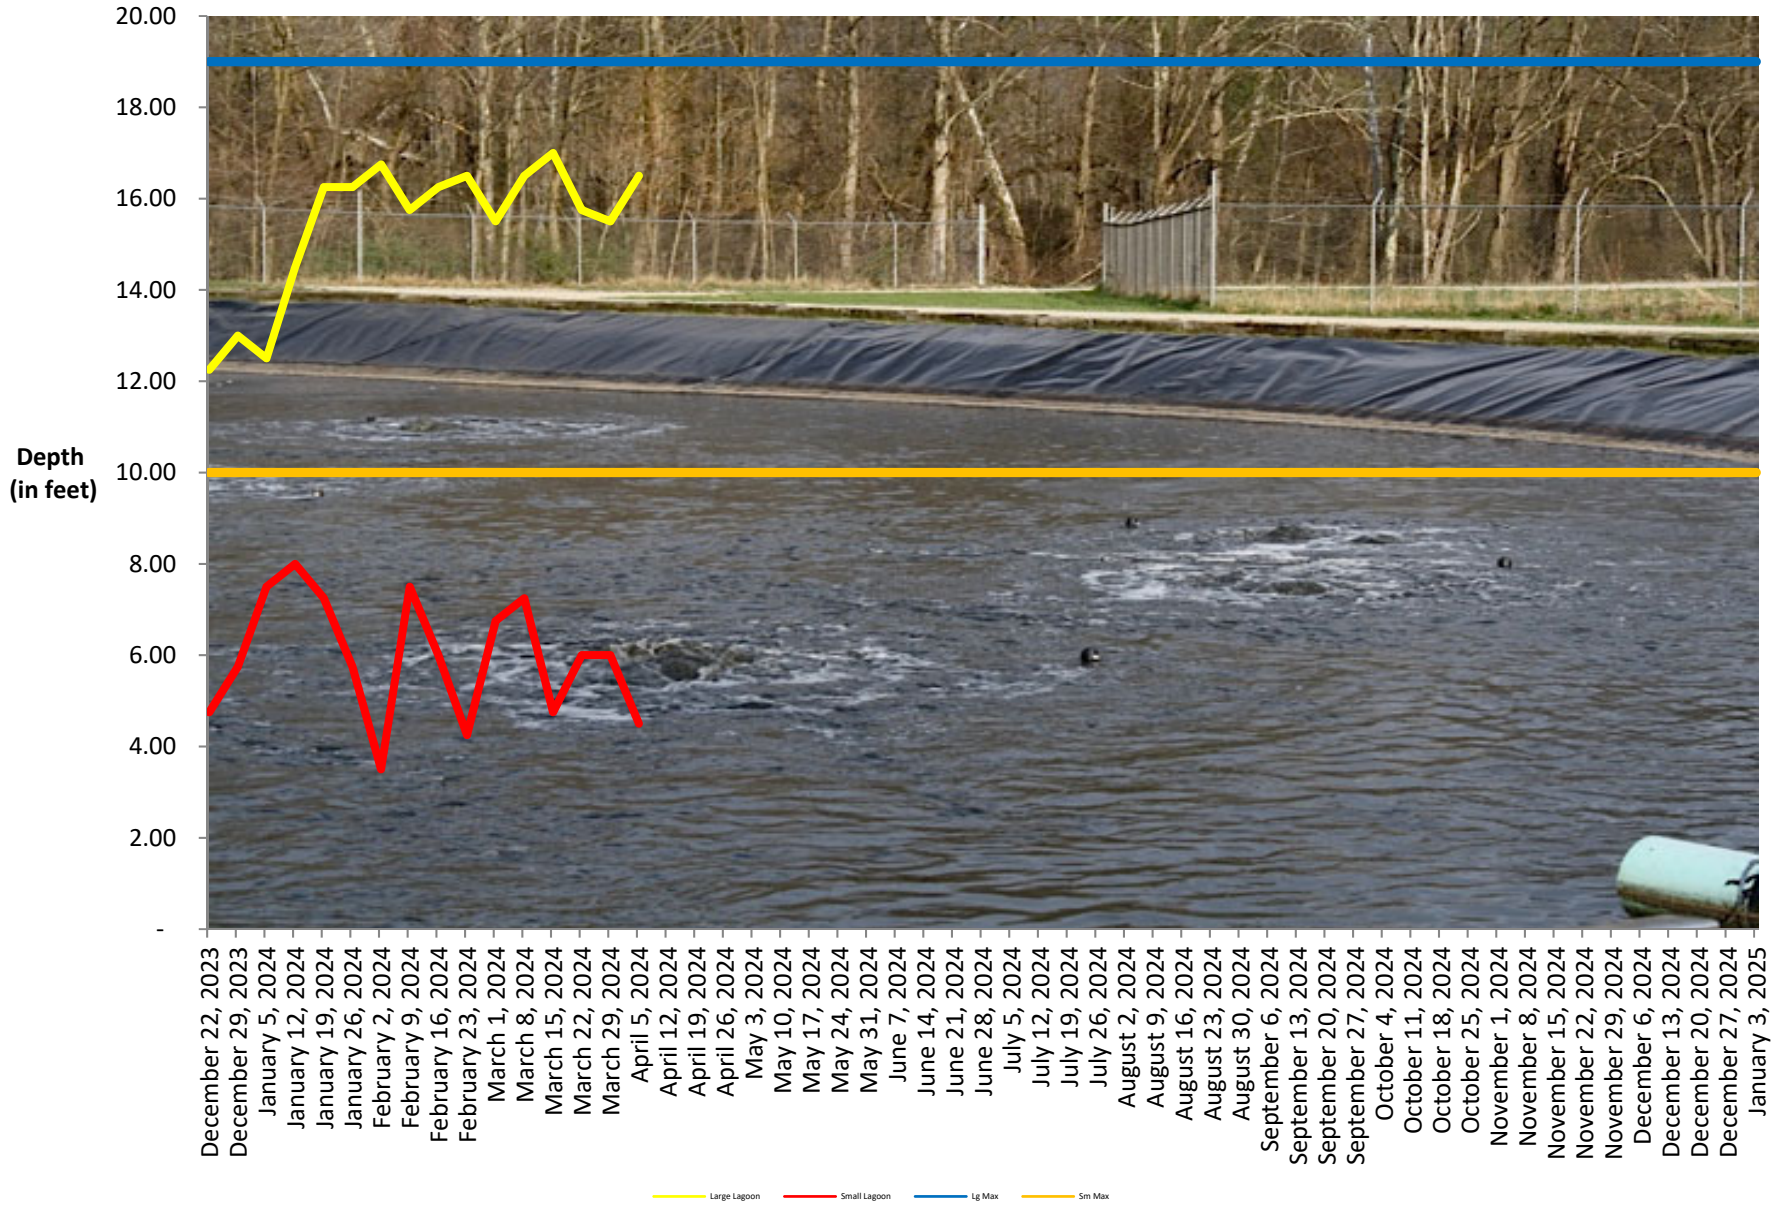 20.00
18.00
16.00
14.00
12.00
Depth
(in feet)
10.00
8.00
6.00
4.00
2.00
-
December 22, 2023
December 29, 2023
January 5, 2024
January 12, 2024
January 19, 2024
January 26, 2024
February 2, 2024
February 9, 2024
February 16, 2024
February 23, 2024
March 1, 2024
March 8, 2024
March 15, 2024
March 22, 2024
March 29, 2024
April 5, 2024
April 12, 2024
April 19, 2024
April 26, 2024
May 3, 2024
May 10, 2024
May 17, 2024
May 24, 2024
May 31, 2024
June 7, 2024
June 14, 2024
June 21, 2024
June 28, 2024
July 5, 2024
July 12, 2024
July 19, 2024
July 26, 2024
August 2, 2024
August 9, 2024
August 16, 2024
August 23, 2024
August 30, 2024
September 6, 2024
September 13, 2024
September 20, 2024
September 27, 2024
October 4, 2024
October 11, 2024
October 18, 2024
October 25, 2024
November 1, 2024
November 8, 2024
November 15, 2024
November 22, 2024
November 29, 2024
December 6, 2024
December 13, 2024
December 20, 2024
December 27, 2024
January 3, 2025
Large Lagoon
Small Lagoon
Lg Max
Sm Max